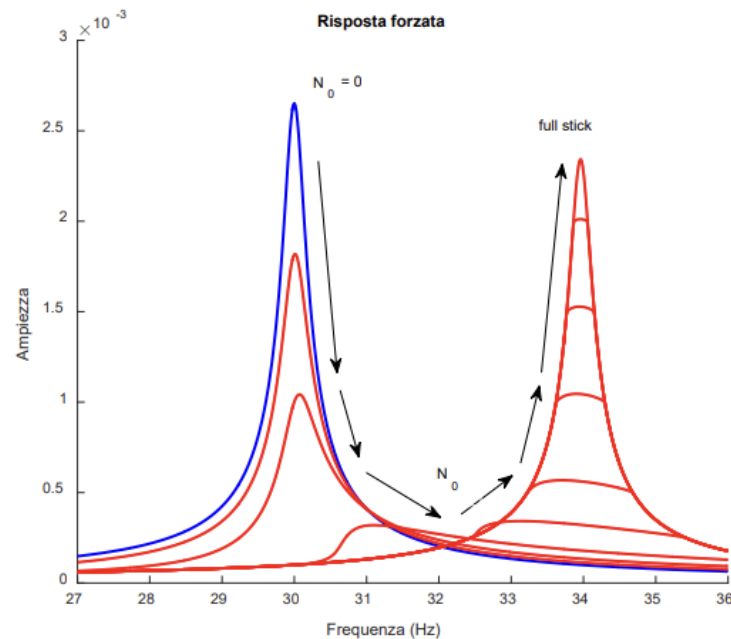 Risposta forzata
3
×10⁻³
N₀ = 0
full stick
2.5
2
1.5
1
0.5
0
Ampiezza
N₀
27 28 29 30 31 32 33 34 35 36
Frequenza (Hz)